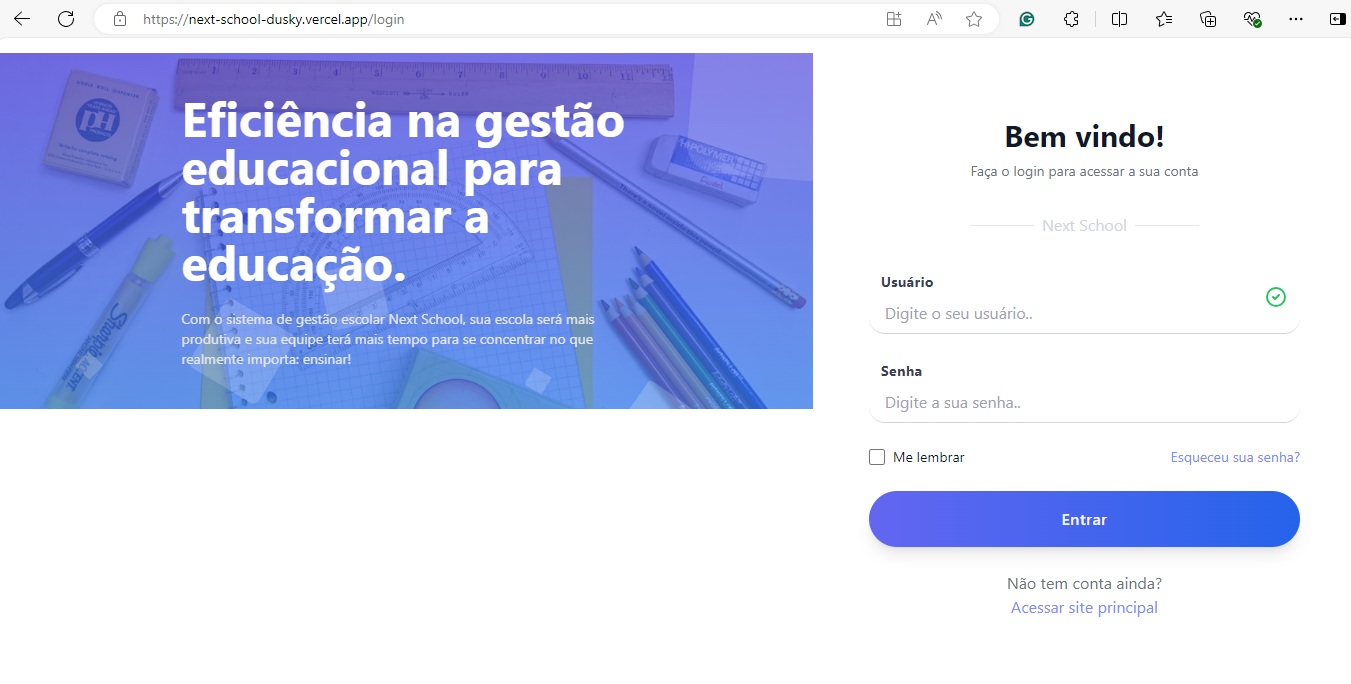 https://next-school-dusky.vercel.app/login
Eficiência na gestão
educacional para
transformar a
educação.
Com o sistema de gestão escolar Next School, sua escola será mais
produtiva e sua equipe terá mais tempo para se concentrar no que
realmente importa: ensinar!
Bem vindo!
Faça o login para acessar a sua conta
Next School
Usuário
Digite o seu usuário..
Senha
Digite a sua senha..
Me lembrar
Esqueceu sua senha?
Entrar
Não tem conta ainda?
Acessar site principal